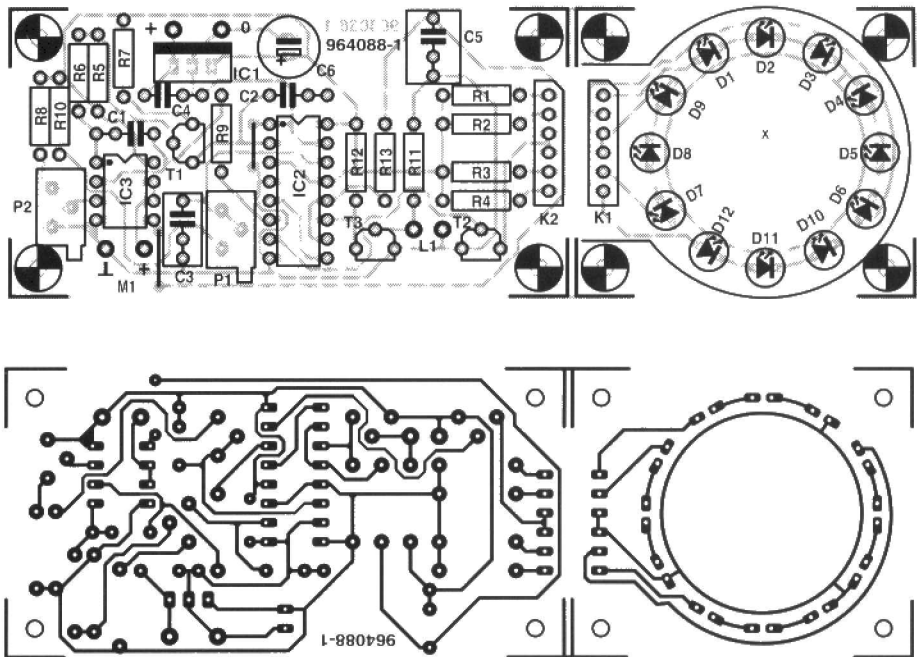 + 0
964088-1
C5
R7
R6 R5
IC1
C6
R8 R10
C1
C4
R9
C2
R1
R2
R3
R4
T1
IC3
IC2
R12 R13 R11
P2
T3
L1
T2
K2
⊥ +
M1
C3
P1
K1
D1
D2
D3
D4
D5
D6
D10
D11
D12
D7
D8
D9
x
964088-1